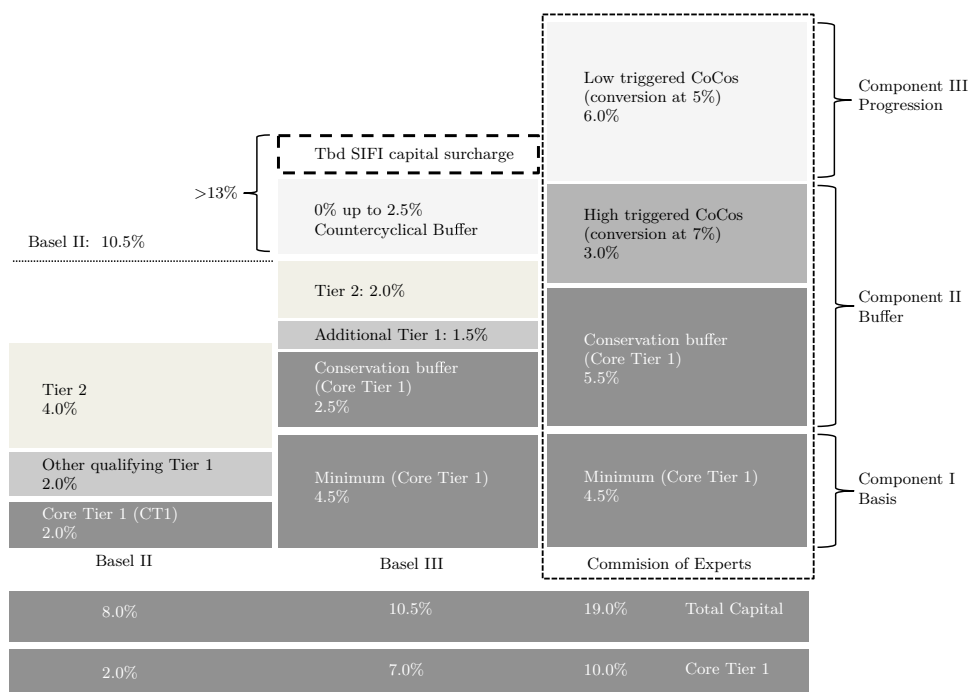 Low triggered CoCos
(conversion at 5%)
6.0%
Component III
Progression
Tbd SIFI capital surcharge
>13%
0% up to 2.5%
Countercyclical Buffer
High triggered CoCos
(conversion at 7%)
3.0%
Basel II: 10.5%
Tier 2: 2.0%
Component II
Buffer
Additional Tier 1: 1.5%
Conservation buffer
(Core Tier 1)
2.5%
Conservation buffer
(Core Tier 1)
5.5%
Tier 2
4.0%
Other qualifying Tier 1
2.0%
Core Tier 1 (CT1)
2.0%
Minimum (Core Tier 1)
4.5%
Minimum (Core Tier 1)
4.5%
Component I
Basis
Basel II
Basel III
Commision of Experts
8.0% 10.5% 19.0% Total Capital
2.0% 7.0% 10.0% Core Tier 1